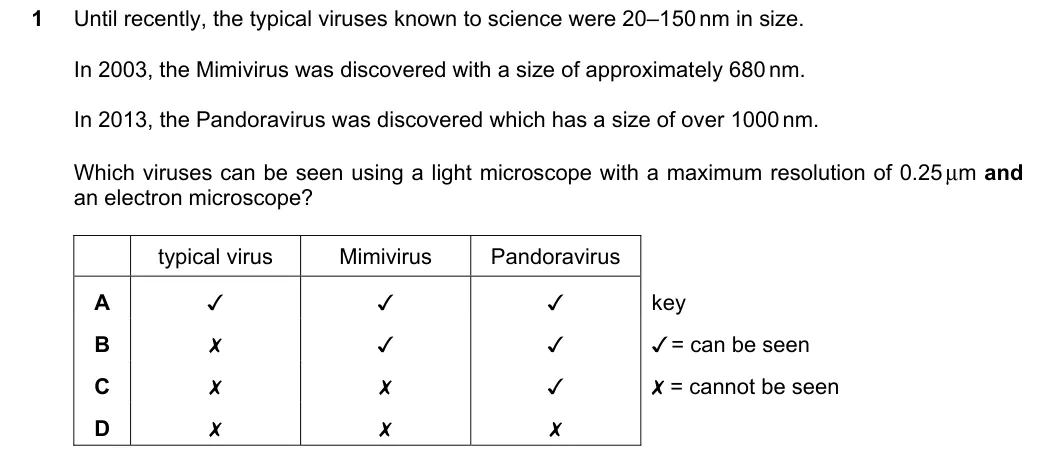 1 Until recently, the typical viruses known to science were 20–150 nm in size.
In 2003, the Mimivirus was discovered with a size of approximately 680 nm.
In 2013, the Pandoravirus was discovered which has a size of over 1000 nm.
Which viruses can be seen using a light microscope with a maximum resolution of 0.25 μm and
an electron microscope?
typical virus Mimivirus Pandoravirus
A ✓ ✓ ✓ key
B ✗ ✓ ✓ ✓ = can be seen
C ✗ ✗ ✓ ✗ = cannot be seen
D ✗ ✗ ✗